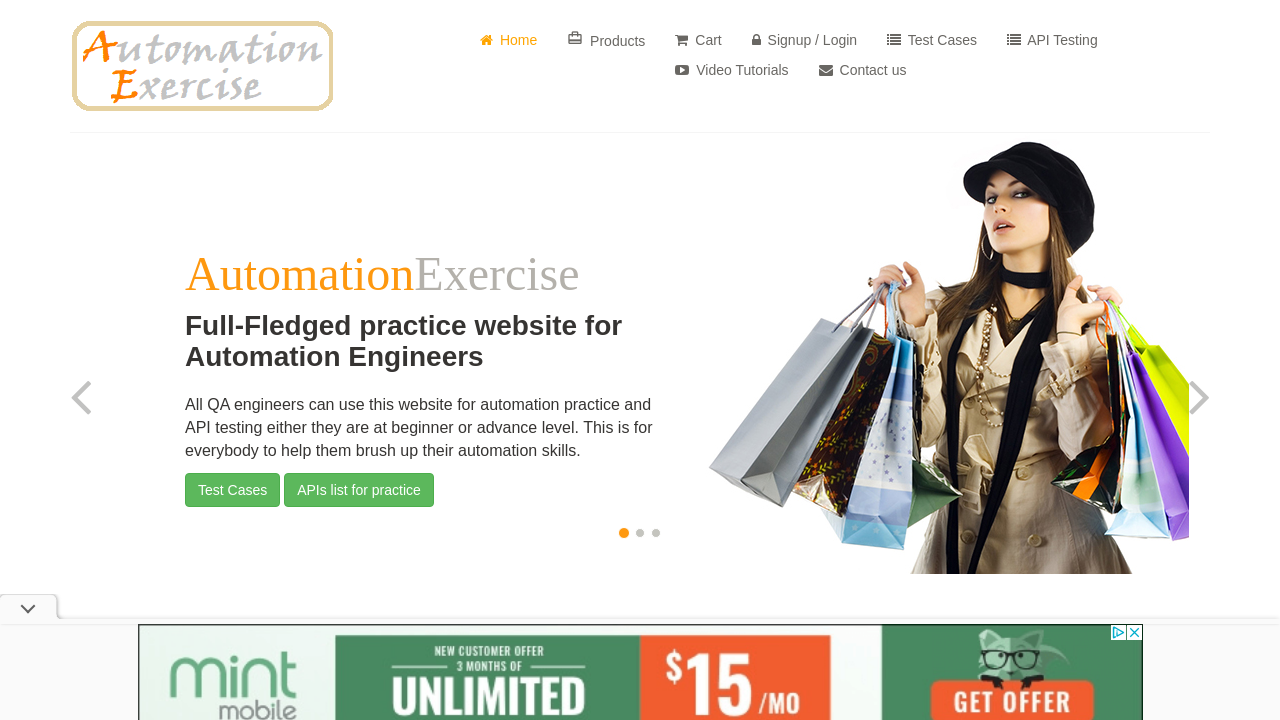 Automation
Exercise
Home Products Cart Signup / Login Test Cases API Testing
Video Tutorials Contact us
AutomationExercise
Full-Fledged practice website for
Automation Engineers
All QA engineers can use this website for automation practice and
API testing either they are at beginner or advance level. This is for
everybody to help them brush up their automation skills.
Test Cases APIs list for practice
mint
mobile
NEW CUSTOMER OFFER
3 MONTHS OF
UNLIMITED
$15 /MO
GET OFFER